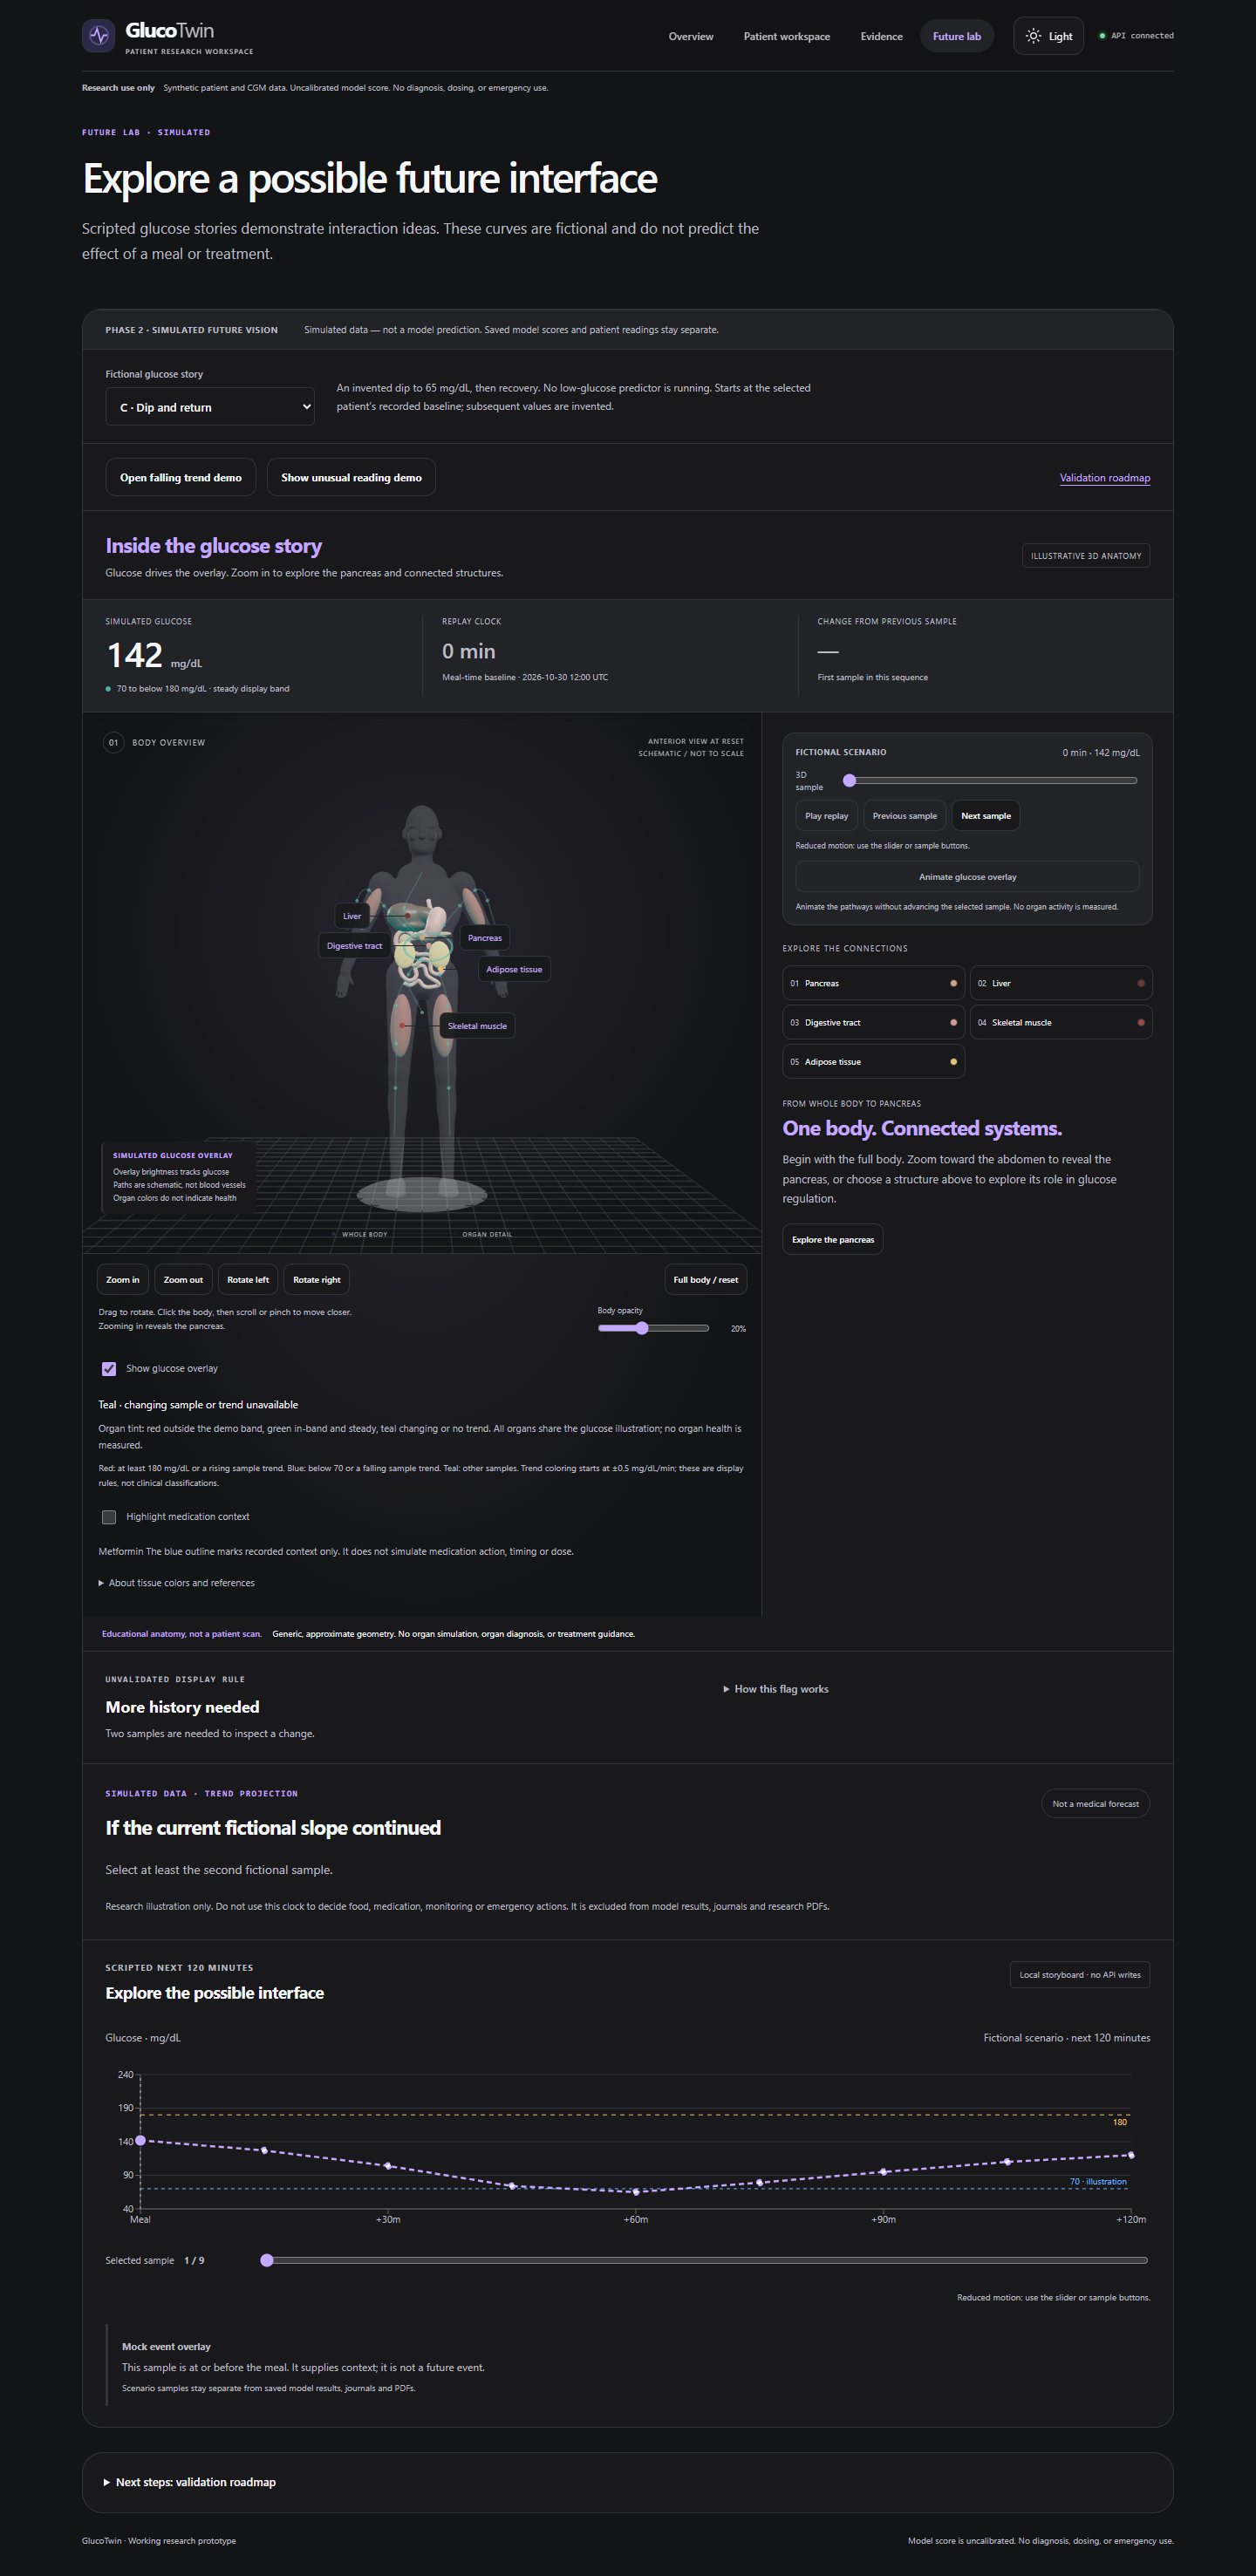 GlucoTwin
PATIENT RESEARCH WORKSPACE
Overview
Patient workspace
Evidence
Future lab
Light
API connected
Research use only Synthetic patient and CGM data. Uncalibrated model score. No diagnosis, dosing, or emergency use.
FUTURE LAB · SIMULATED
Explore a possible future interface
Scripted glucose stories demonstrate interaction ideas. These curves are fictional and do not predict the
effect of a meal or treatment.
PHASE 2 · SIMULATED FUTURE VISION
Simulated data — not a model prediction. Saved model scores and patient readings stay separate.
Fictional glucose story
C · Dip and return
An invented dip to 65 mg/dL, then recovery. No low-glucose predictor is running. Starts at the selected
patient's recorded baseline; subsequent values are invented.
Open falling trend demo
Show unusual reading demo
Validation roadmap
Inside the glucose story
Glucose drives the overlay. Zoom in to explore the pancreas and connected structures.
ILLUSTRATIVE 3D ANATOMY
SIMULATED GLUCOSE
142 mg/dL
70 to below 180 mg/dL · steady display band
REPLAY CLOCK
0 min
Meal-time baseline · 2026-10-30 12:00 UTC
CHANGE FROM PREVIOUS SAMPLE
—
First sample in this sequence
01 BODY OVERVIEW
ANTERIOR VIEW AT RESET
SCHEMATIC / NOT TO SCALE
Liver
Digestive tract
Pancreas
Adipose tissue
Skeletal muscle
SIMULATED GLUCOSE OVERLAY
Overlay brightness tracks glucose
Paths are schematic, not blood vessels
Organ colors do not indicate health
WHOLE BODY
ORGAN DETAIL
Zoom in
Zoom out
Rotate left
Rotate right
Full body / reset
Drag to rotate. Click the body, then scroll or pinch to move closer.
Zooming in reveals the pancreas.
Body opacity
20%
Show glucose overlay
Teal · changing sample or trend unavailable
Organ tint: red outside the demo band, green in-band and steady, teal changing or no trend. All organs share the glucose illustration; no organ health is
measured.
Red: at least 180 mg/dL or a rising sample trend. Blue: below 70 or a falling sample trend. Teal: other samples. Trend coloring starts at ±0.5 mg/dL/min; these are display
rules, not clinical classifications.
Highlight medication context
Metformin The blue outline marks recorded context only. It does not simulate medication action, timing or dose.
About tissue colors and references
FICTIONAL SCENARIO
0 min · 142 mg/dL
3D
sample
Play replay
Previous sample
Next sample
Reduced motion: use the slider or sample buttons.
Animate glucose overlay
Animate the pathways without advancing the selected sample. No organ activity is measured.
EXPLORE THE CONNECTIONS
01 Pancreas
02 Liver
03 Digestive tract
04 Skeletal muscle
05 Adipose tissue
FROM WHOLE BODY TO PANCREAS
One body. Connected systems.
Begin with the full body. Zoom toward the abdomen to reveal the
pancreas, or choose a structure above to explore its role in glucose
regulation.
Explore the pancreas
Educational anatomy, not a patient scan. Generic, approximate geometry. No organ simulation, organ diagnosis, or treatment guidance.
UNVALIDATED DISPLAY RULE
More history needed
Two samples are needed to inspect a change.
How this flag works
SIMULATED DATA · TREND PROJECTION
If the current fictional slope continued
Not a medical forecast
Select at least the second fictional sample.
Research illustration only. Do not use this clock to decide food, medication, monitoring or emergency actions. It is excluded from model results, journals and research PDFs.
SCRIPTED NEXT 120 MINUTES
Explore the possible interface
Local storyboard · no API writes
Glucose · mg/dL
Fictional scenario · next 120 minutes
240
190
180
140
90
70 · illustration
40
Meal
+30m
+60m
+90m
+120m
Selected sample 1 / 9
Reduced motion: use the slider or sample buttons.
Mock event overlay
This sample is at or before the meal. It supplies context; it is not a future event.
Scenario samples stay separate from saved model results, journals and PDFs.
Next steps: validation roadmap
GlucoTwin · Working research prototype
Model score is uncalibrated. No diagnosis, dosing, or emergency use.